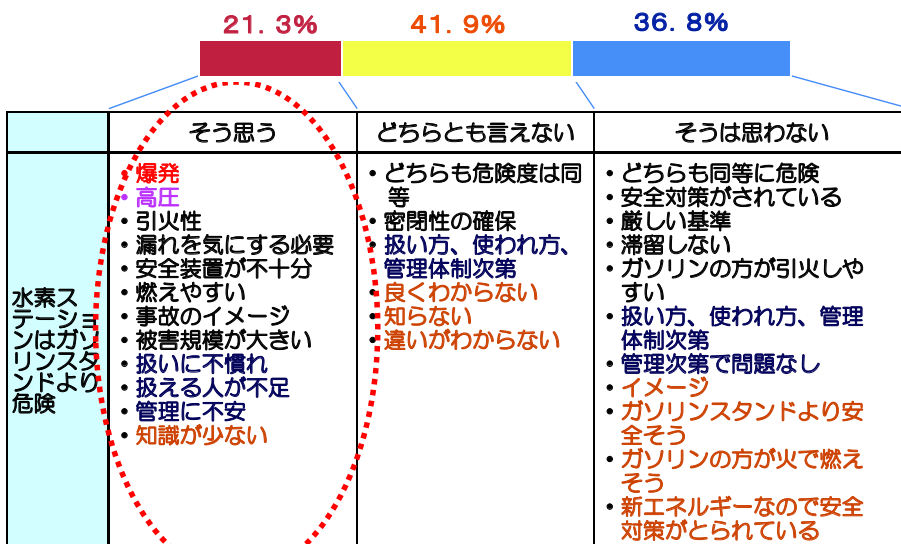 21.3% 41.9% 36.8%
そう思う どちらとも言えない そうは思わない
水素ス
テーショ
ンはガソ
リンスタ
ンドより
危険
・爆発
・高圧
・引火性
・漏れを気にする必要
・安全装置が不十分
・燃えやすい
・事故のイメージ
・被害規模が大きい
・扱いに不慣れ
・扱える人が不足
・管理に不安
・知識が少ない
・どちらも危険度は同
等
・密閉性の確保
・扱い方、使われ方、
管理体制次第
・良くわからない
・知らない
・違いがわからない
・どちらも同等に危険
・安全対策がされている
・厳しい基準
・滞留しない
・ガソリンの方が引火しや
すい
・扱い方、使われ方、管理
体制次第
・管理次第で問題なし
・イメージ
・ガソリンスタンドより安
全そう
・ガソリンの方が火で燃え
そう
・新エネルギーなので安全
対策がとられている